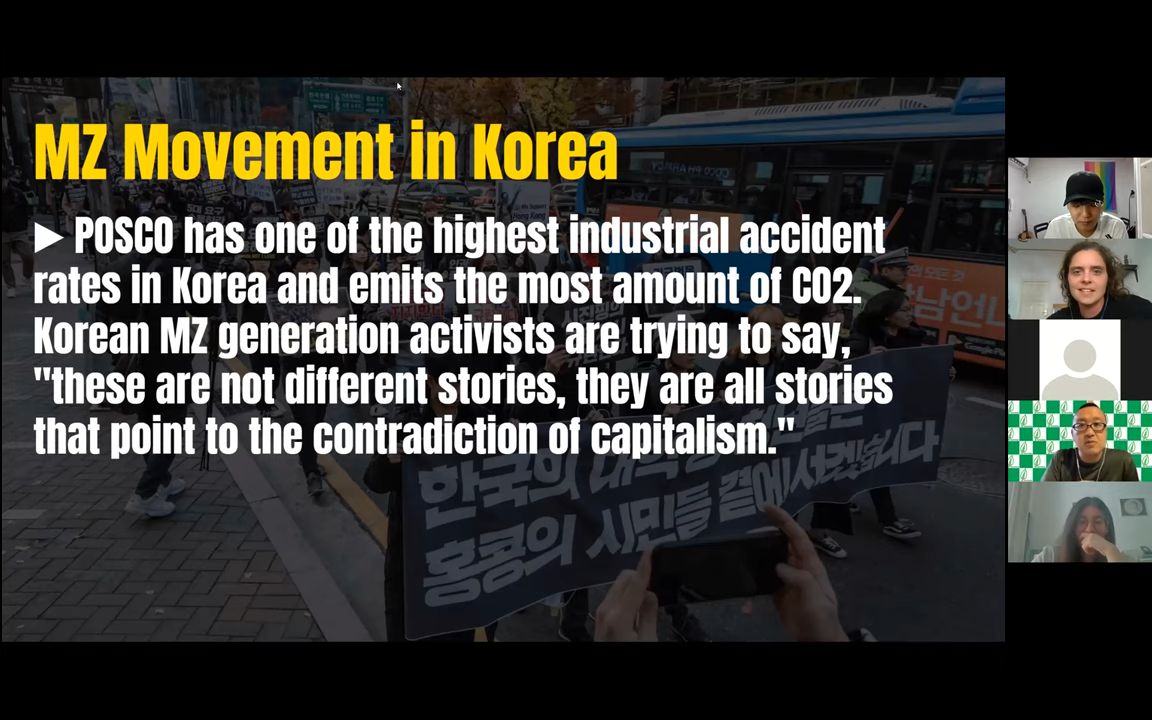 MZ Movement in Korea
► POSCO has one of the highest industrial accident
rates in Korea and emits the most amount of CO2.
Korean MZ generation activists are trying to say,
"these are not different stories, they are all stories
that point to the contradiction of capitalism."
한국의
홍콩의 시민들 곁에 서겠습니다